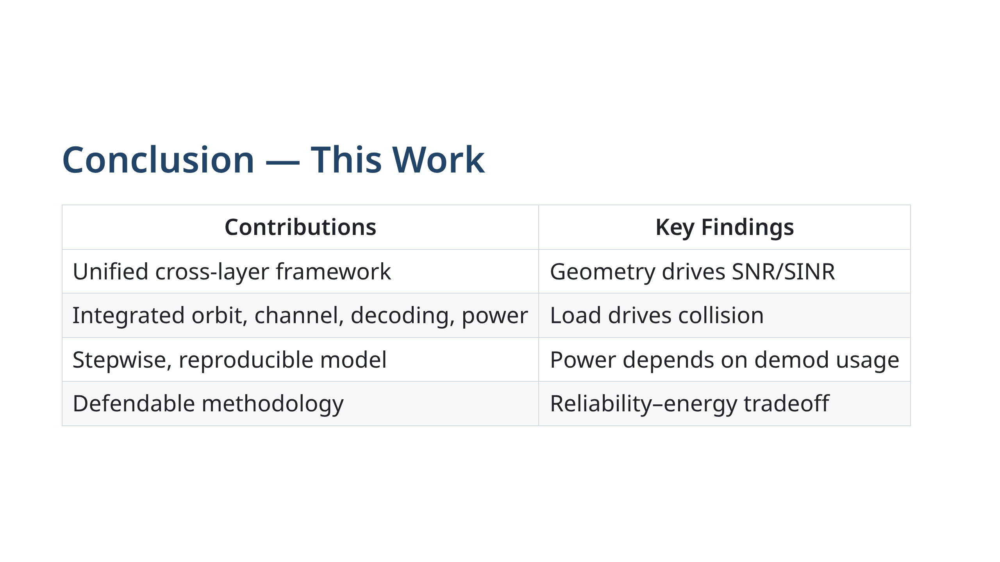 Conclusion — This Work
Contributions Key Findings
Unified cross-layer framework Geometry drives SNR/SINR
Integrated orbit, channel, decoding, power Load drives collision
Stepwise, reproducible model Power depends on demod usage
Defendable methodology Reliability–energy tradeoff